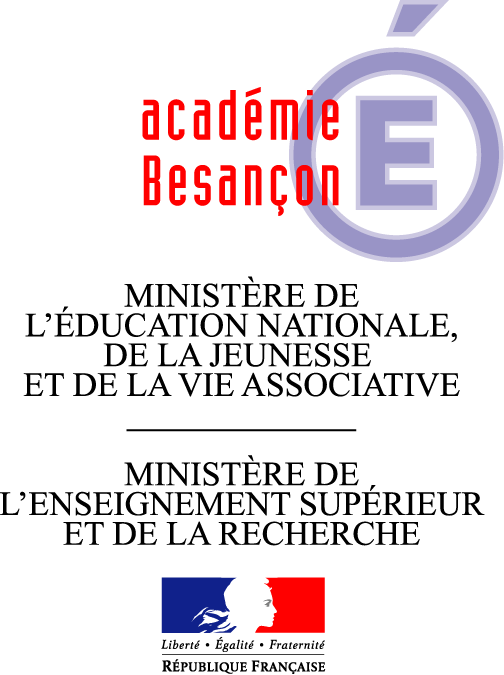 académie
Besançon
É
MINISTÈRE DE
L’ÉDUCATION NATIONALE,
DE LA JEUNESSE
ET DE LA VIE ASSOCIATIVE
MINISTÈRE DE
L’ENSEIGNEMENT SUPÉRIEUR
ET DE LA RECHERCHE
Liberté • Égalité • Fraternité
RÉPUBLIQUE FRANÇAISE